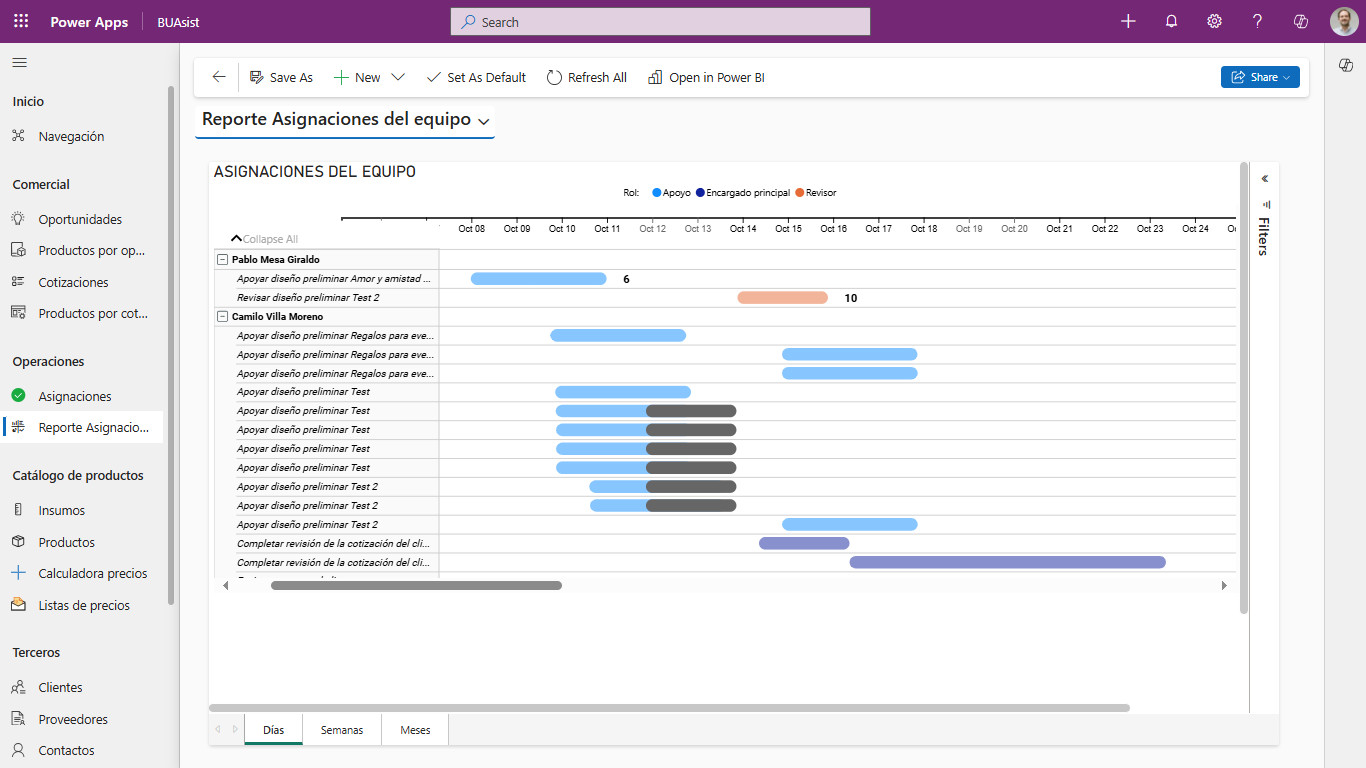 Power Apps
BUAsist
Search
Inicio
Navegación
Comercial
Oportunidades
Productos por op...
Cotizaciones
Productos por cot...
Operaciones
Asignaciones
Reporte Asignacio...
Catálogo de productos
Insumos
Productos
Calculadora precios
Listas de precios
Terceros
Clientes
Proveedores
Contactos
Save As
New
Set As Default
Refresh All
Open in Power BI
Share
Reporte Asignaciones del equipo
ASIGNACIONES DEL EQUIPO
Rol: Apoyo Encargado principal Revisor
Oct 08 Oct 09 Oct 10 Oct 11 Oct 12 Oct 13 Oct 14 Oct 15 Oct 16 Oct 17 Oct 18 Oct 19 Oct 20 Oct 21 Oct 22 Oct 23 Oct 24
Collapse All
Pablo Mesa Giraldo
Apoyar diseño preliminar Amor y amistad ... 6
Revisar diseño preliminar Test 2 10
Camilo Villa Moreno
Apoyar diseño preliminar Regalos para eve...
Apoyar diseño preliminar Regalos para eve...
Apoyar diseño preliminar Regalos para eve...
Apoyar diseño preliminar Test
Apoyar diseño preliminar Test
Apoyar diseño preliminar Test
Apoyar diseño preliminar Test
Apoyar diseño preliminar Test
Apoyar diseño preliminar Test 2
Apoyar diseño preliminar Test 2
Apoyar diseño preliminar Test 2
Completar revisión de la cotización del cli...
Completar revisión de la cotización del cli...
Filters
Días
Semanas
Meses